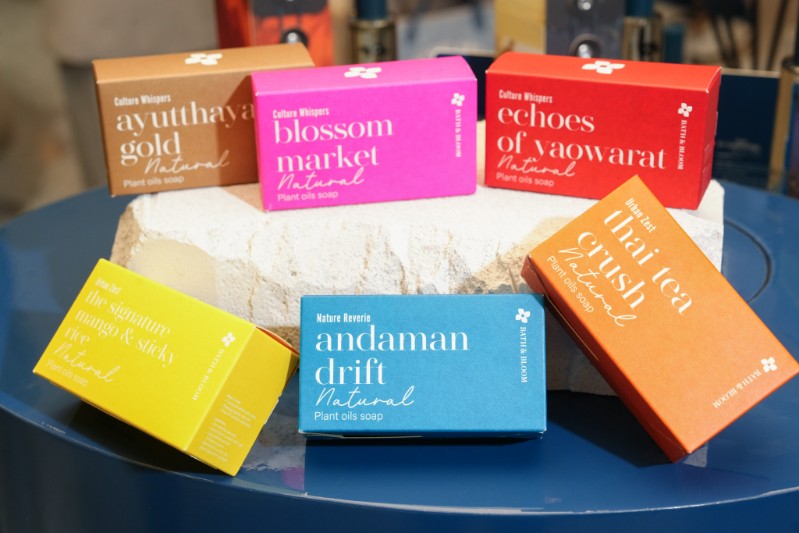 Culture Whispers
ayutthaya
gold
Natural
Plant oils soap
Culture Whispers
blossom
market
Natural
Plant oils soap
BATH & BLOOM
Culture Whispers
echoes
of yaowarat
Natural
Plant oils soap
BATH & BLOOM
Urban Zest
the signature
mango & sticky
rice
Natural
Plant oils soap
BATH & BLOOM
Nature Reverie
andaman
drift
Natural
Plant oils soap
BATH & BLOOM
Urban Zest
thai tea
crush
Natural
Plant oils soap
BATH & BLOOM